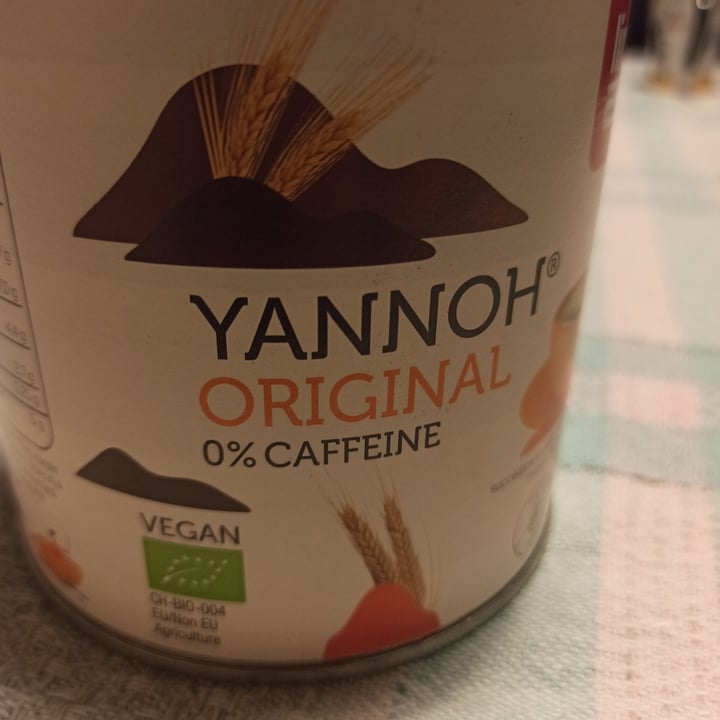 YANNOH®
ORIGINAL
0% CAFFEINE
VEGAN
CH-BIO-004
EU/Non EU
Agriculture